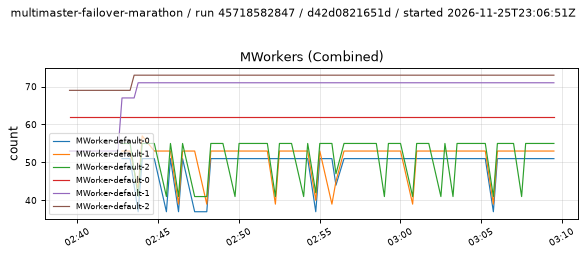 multimaster-failover-marathon / run 45718582847 / d42d0821651d / started 2026-11-25T23:06:51Z
MWorkers (Combined)
count
70
60
50
40
MWorker-default-0
MWorker-default-1
MWorker-default-2
MWorker-default-0
MWorker-default-1
MWorker-default-2
02:40
02:45
02:50
02:55
03:00
03:05
03:10